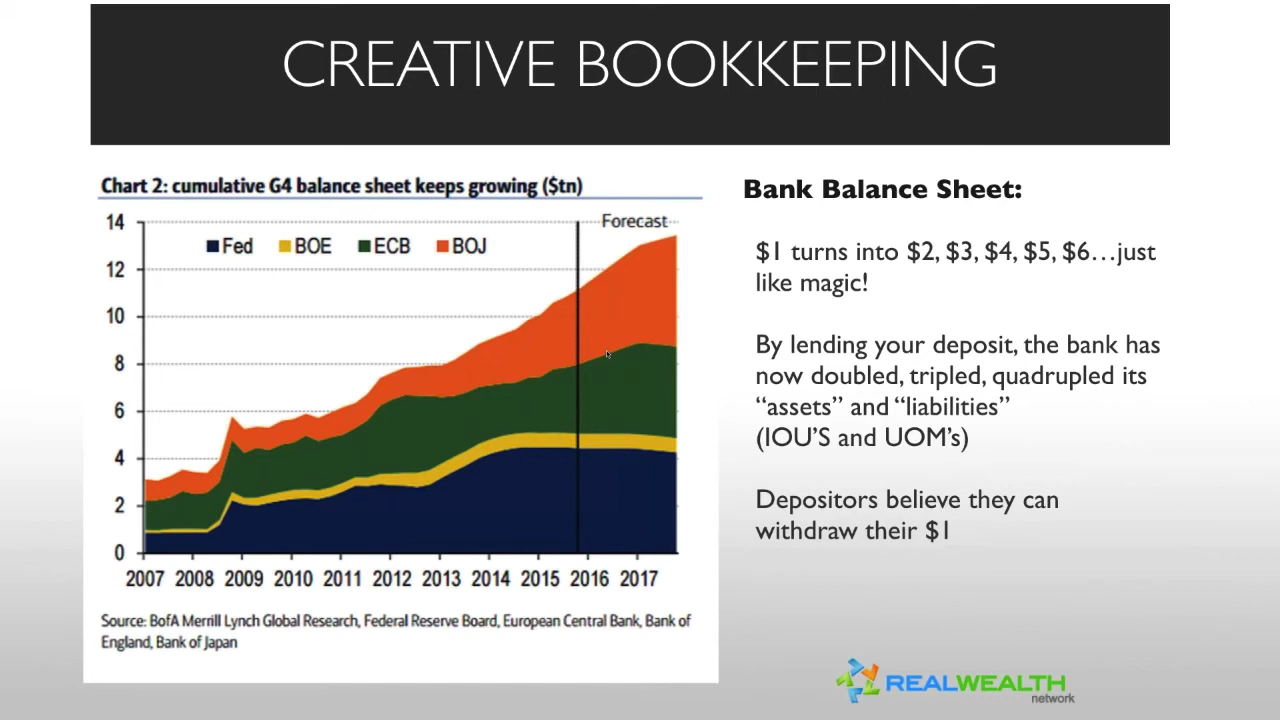 CREATIVE BOOKKEEPING
Chart 2: cumulative G4 balance sheet keeps growing ($tn)
14
12
10
8
6
4
2
0
Forecast
Fed
BOE
ECB
BOJ
2007 2008 2009 2010 2011 2012 2013 2014 2015 2016 2017
Source: BofA Merrill Lynch Global Research, Federal Reserve Board, European Central Bank, Bank of
England, Bank of Japan
Bank Balance Sheet:
$1 turns into $2, $3, $4, $5, $6…just
like magic!
By lending your deposit, the bank has
now doubled, tripled, quadrupled its
“assets” and “liabilities”
(IOU’S and UOM’s)
Depositors believe they can
withdraw their $1
REALWEALTH
network